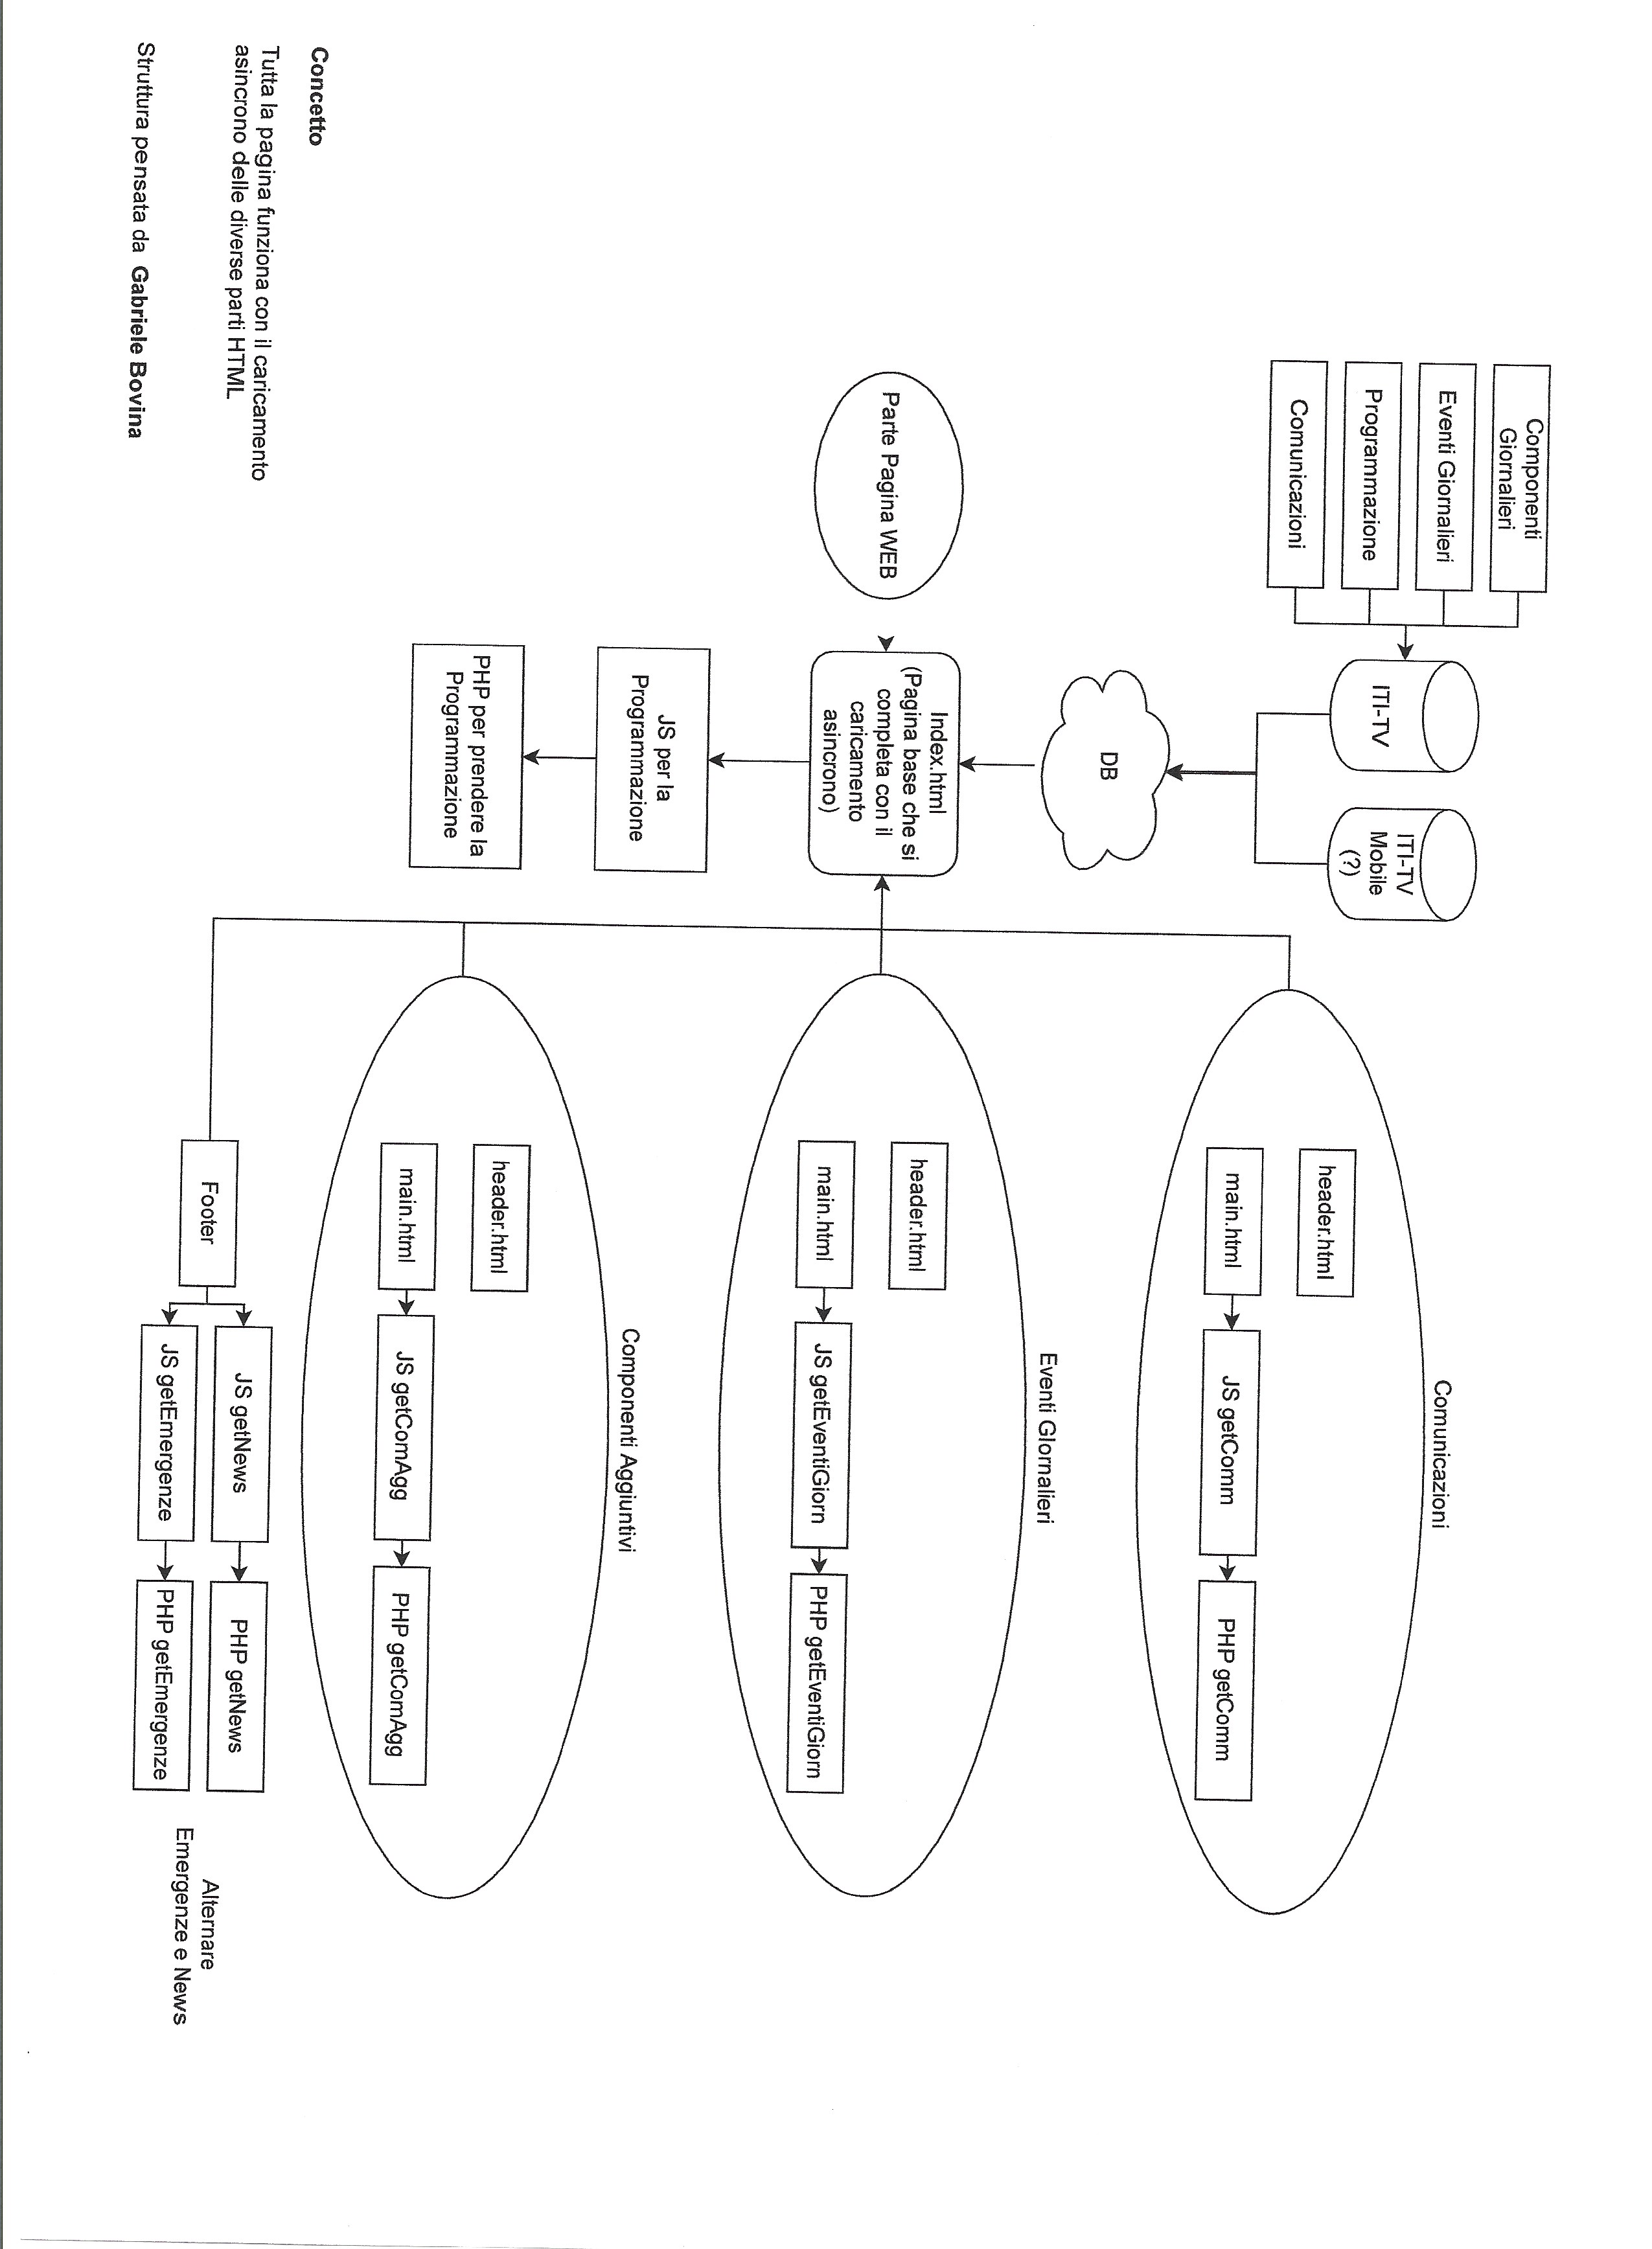 Componenti
Giornalieri
Eventi Giornalieri
Programmazione
Comunicazioni
ITI-TV
ITI-TV
Mobile
(?)
DB
Parte Pagina WEB
Index.html
(Pagina base che si
completa con il
caricamento
asincrono)
JS per la
Programmazione
PHP per prendere la
Programmazione
Comunicazioni
header.html
main.html
JS getComm
PHP getComm
Eventi GIornalieri
header.html
main.html
JS getEventiGiorn
PHP getEventiGiorn
Componenti Aggiuntivi
header.html
main.html
JS getComAgg
PHP getComAgg
Footer
JS getNews
PHP getNews
JS getEmergenze
PHP getEmergenze
Alternare
Emergenze e News
Concetto
Tutta la pagina funziona con il caricamento
asincrono delle diverse parti HTML
Struttura pensata da Gabriele Bovina